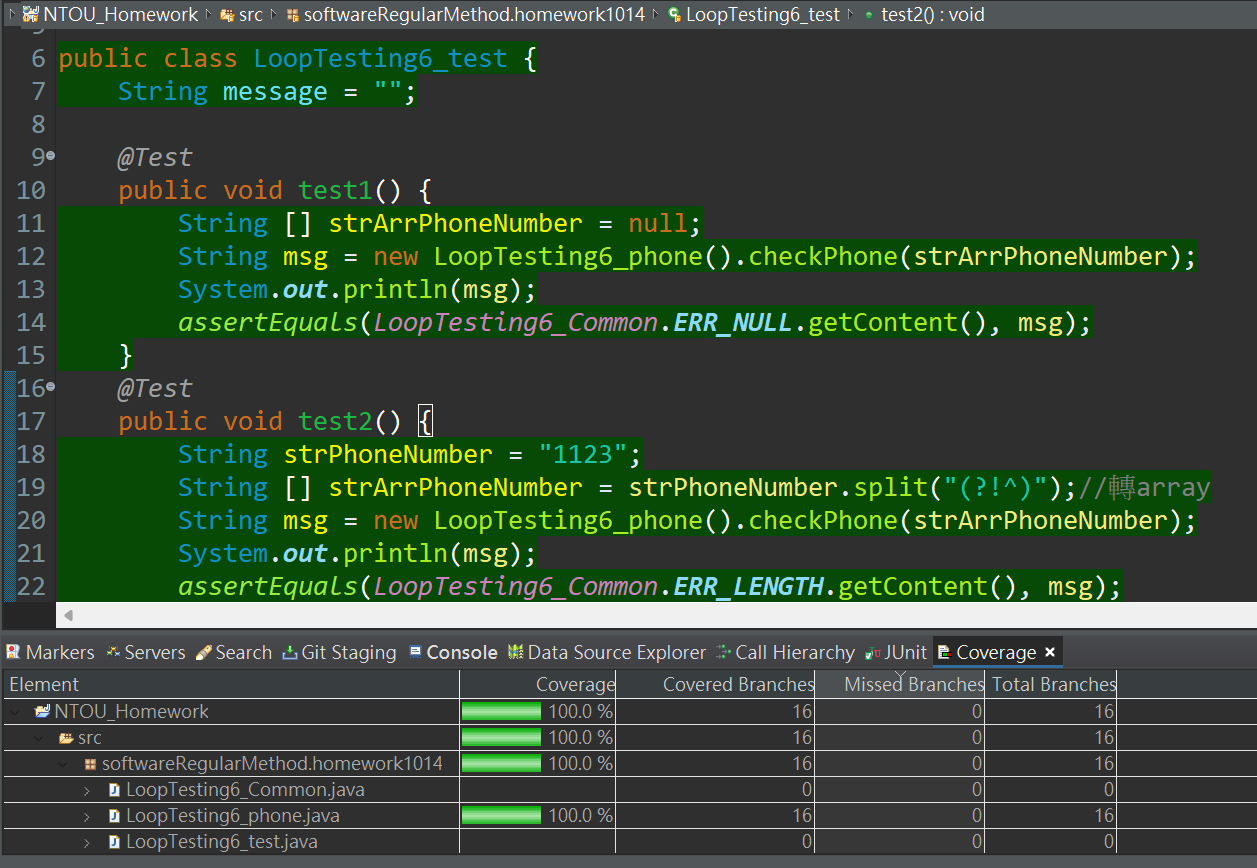 NTOU_Homework src softwareRegularMethod.homework1014 LoopTesting6_test test2() : void
6 public class LoopTesting6_test {
7 String message = "";
8
9 @Test
10 public void test1() {
11 String [] strArrPhoneNumber = null;
12 String msg = new LoopTesting6_phone().checkPhone(strArrPhoneNumber);
13 System.out.println(msg);
14 assertEquals(LoopTesting6_Common.ERR_NULL.getContent(), msg);
15 }
16 @Test
17 public void test2() {
18 String strPhoneNumber = "1123";
19 String [] strArrPhoneNumber = strPhoneNumber.split("(?!^)");//轉array
20 String msg = new LoopTesting6_phone().checkPhone(strArrPhoneNumber);
21 System.out.println(msg);
22 assertEquals(LoopTesting6_Common.ERR_LENGTH.getContent(), msg);
Markers Servers Search Git Staging Console Data Source Explorer Call Hierarchy JUnit Coverage
Element Coverage Covered Branches Missed Branches Total Branches
NTOU_Homework 100.0 % 16 0 16
src 100.0 % 16 0 16
softwareRegularMethod.homework1014 100.0 % 16 0 16
LoopTesting6_Common.java 0 0 0
LoopTesting6_phone.java 100.0 % 16 0 16
LoopTesting6_test.java 0 0 0